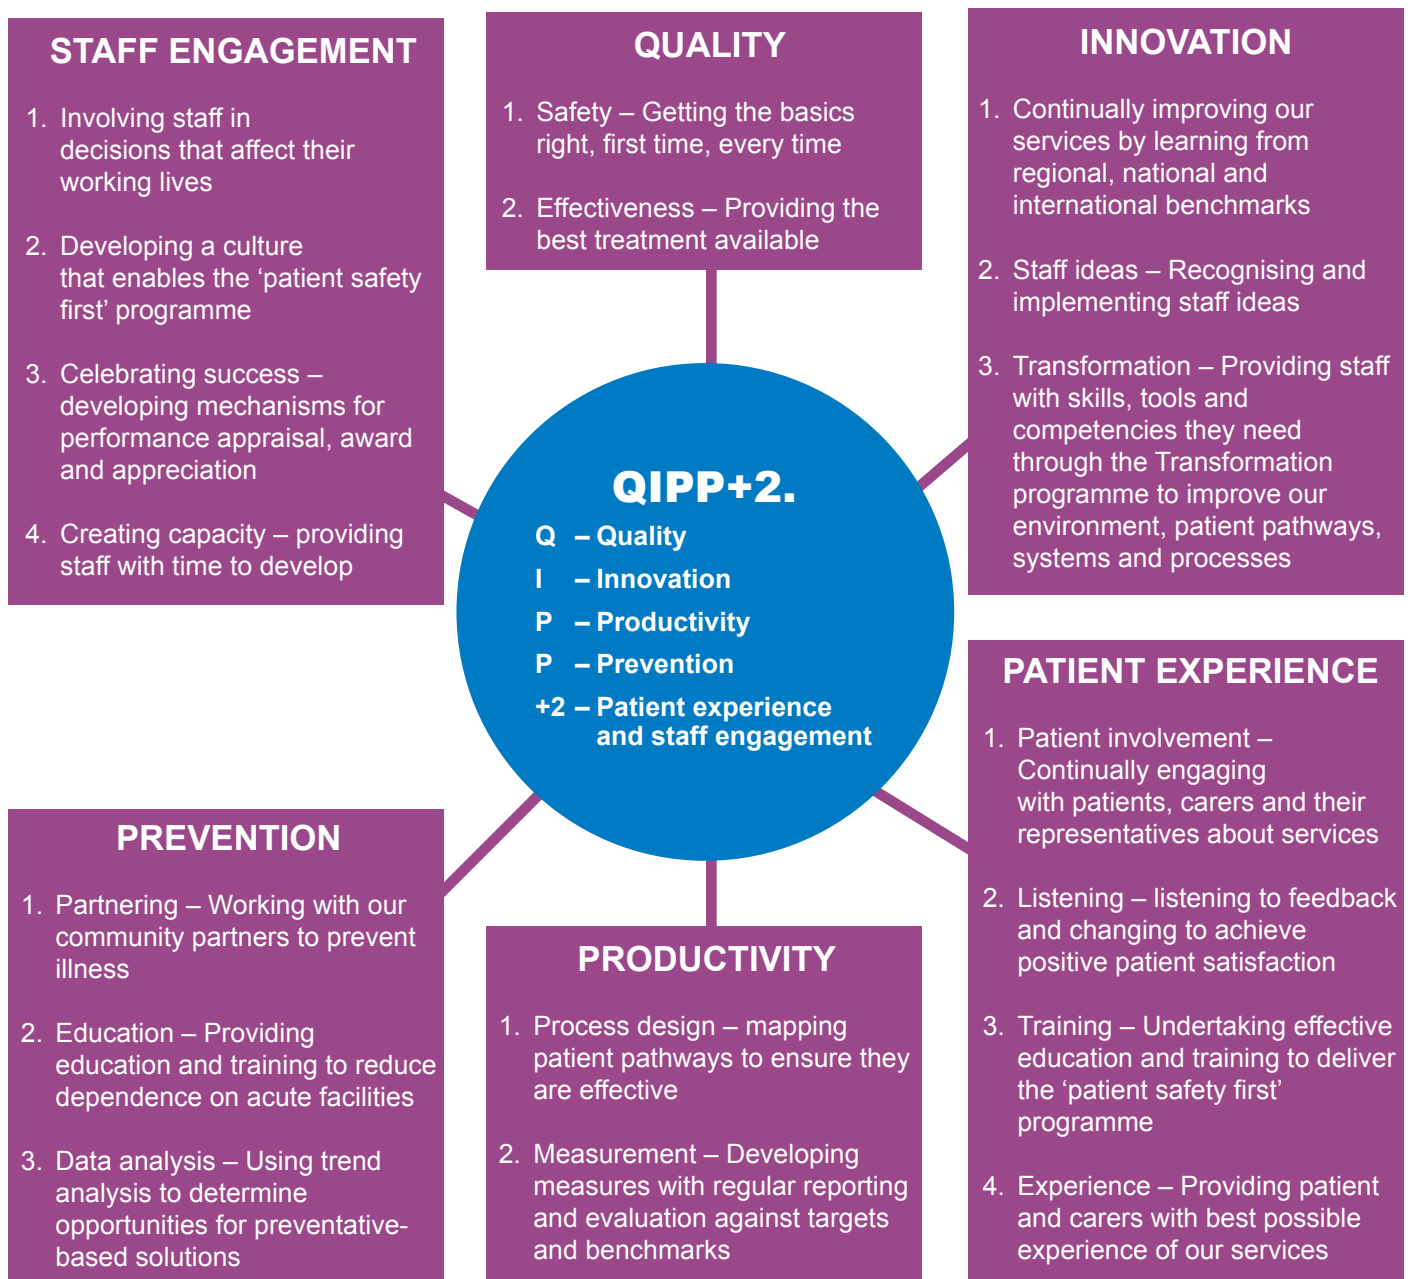 STAFF ENGAGEMENT
1. Involving staff in
decisions that affect their
working lives
2. Developing a culture
that enables the ‘patient safety
first’ programme
3. Celebrating success –
developing mechanisms for
performance appraisal, award
and appreciation
4. Creating capacity – providing
staff with time to develop
QUALITY
1. Safety – Getting the basics
right, first time, every time
2. Effectiveness – Providing the
best treatment available
INNOVATION
1. Continually improving our
services by learning from
regional, national and
international benchmarks
2. Staff ideas – Recognising and
implementing staff ideas
3. Transformation – Providing staff
with skills, tools and
competencies they need
through the Transformation
programme to improve our
environment, patient pathways,
systems and processes
QIPP+2.
Q – Quality
I – Innovation
P – Productivity
P – Prevention
+2 – Patient experience
and staff engagement
PREVENTION
1. Partnering – Working with our
community partners to prevent
illness
2. Education – Providing
education and training to reduce
dependence on acute facilities
3. Data analysis – Using trend
analysis to determine
opportunities for preventative-
based solutions
PRODUCTIVITY
1. Process design – mapping
patient pathways to ensure they
are effective
2. Measurement – Developing
measures with regular reporting
and evaluation against targets
and benchmarks
PATIENT EXPERIENCE
1. Patient involvement –
Continually engaging
with patients, carers and their
representatives about services
2. Listening – listening to feedback
and changing to achieve
positive patient satisfaction
3. Training – Undertaking effective
education and training to deliver
the ‘patient safety first’
programme
4. Experience – Providing patient
and carers with best possible
experience of our services